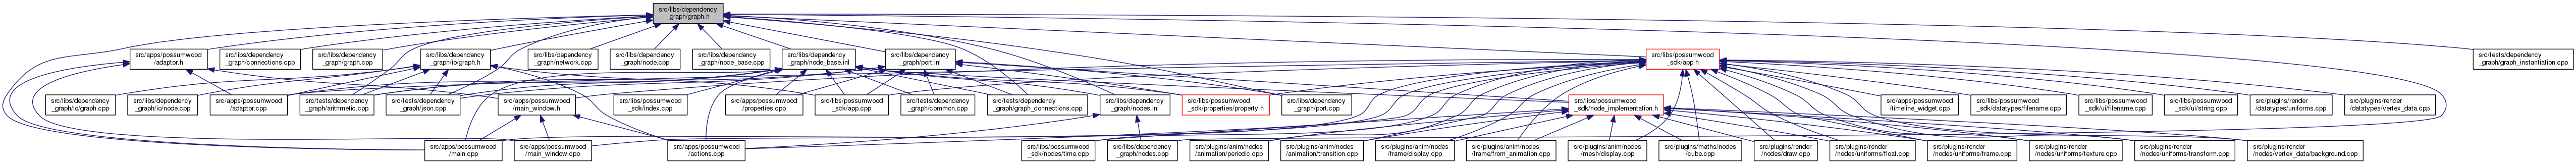 src/libs/dependency
_graph/graph.h
src/apps/possumwood
/adaptor.h
src/libs/dependency
_graph/connections.cpp
src/libs/dependency
_graph/graph.cpp
src/libs/dependency
_graph/io/graph.h
src/libs/dependency
_graph/network.cpp
src/libs/dependency
_graph/node.cpp
src/libs/dependency
_graph/node_base.cpp
src/libs/dependency
_graph/node_base.inl
src/libs/dependency
_graph/port.inl
src/libs/possumwood
_sdk/app.h
src/tests/dependency
_graph/graph_instantiation.cpp
src/libs/dependency
_graph/io/graph.cpp
src/libs/dependency
_graph/io/node.cpp
src/apps/possumwood
/adaptor.cpp
src/tests/dependency
_graph/arithmetic.cpp
src/tests/dependency
_graph/json.cpp
src/apps/possumwood
/main_window.h
src/libs/possumwood
_sdk/index.cpp
src/apps/possumwood
/properties.cpp
src/libs/possumwood
_sdk/app.cpp
src/tests/dependency
_graph/common.cpp
src/tests/dependency
_graph/graph_connections.cpp
src/libs/dependency
_graph/nodes.inl
src/libs/possumwood
_sdk/properties/property.h
src/libs/dependency
_graph/port.cpp
src/libs/possumwood
_sdk/node_implementation.h
src/apps/possumwood
/timeline_widget.cpp
src/libs/possumwood
_sdk/datatypes/filename.cpp
src/libs/possumwood
_sdk/ui/filename.cpp
src/libs/possumwood
_sdk/ui/string.cpp
src/plugins/render
/datatypes/uniforms.cpp
src/plugins/render
/datatypes/vertex_data.cpp
src/apps/possumwood
/main.cpp
src/apps/possumwood
/main_window.cpp
src/apps/possumwood
/actions.cpp
src/libs/possumwood
_sdk/nodes/time.cpp
src/libs/dependency
_graph/nodes.cpp
src/plugins/anim/nodes
/animation/periodic.cpp
src/plugins/anim/nodes
/animation/transition.cpp
src/plugins/anim/nodes
/frame/display.cpp
src/plugins/anim/nodes
/frame/from_animation.cpp
src/plugins/anim/nodes
/mesh/display.cpp
src/plugins/maths/nodes
/cube.cpp
src/plugins/render
/nodes/draw.cpp
src/plugins/render
/nodes/uniforms/float.cpp
src/plugins/render
/nodes/uniforms/frame.cpp
src/plugins/render
/nodes/uniforms/texture.cpp
src/plugins/render
/nodes/uniforms/transform.cpp
src/plugins/render
/nodes/vertex_data/background.cpp